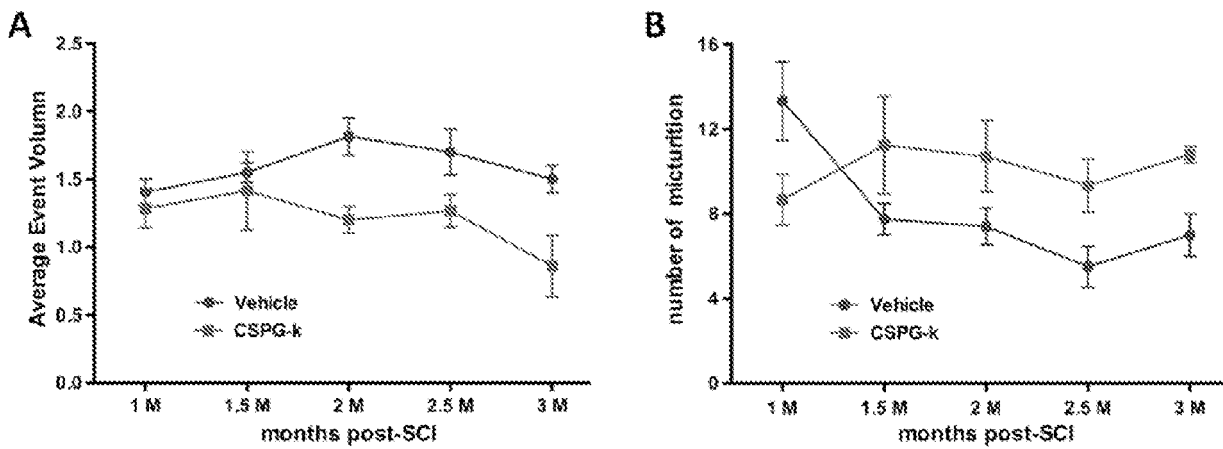 A
Average Event Volumn
2.5
2.0
1.5
1.0
0.5
0.0
Vehicle
CSPG-k
1 M
1.5 M
2 M
2.5 M
3 M
months post-SCI
B
number of micturition
16
12
8
4
0
Vehicle
CSPG-k
1 M
1.5 M
2 M
2.5 M
3 M
months post-SCI